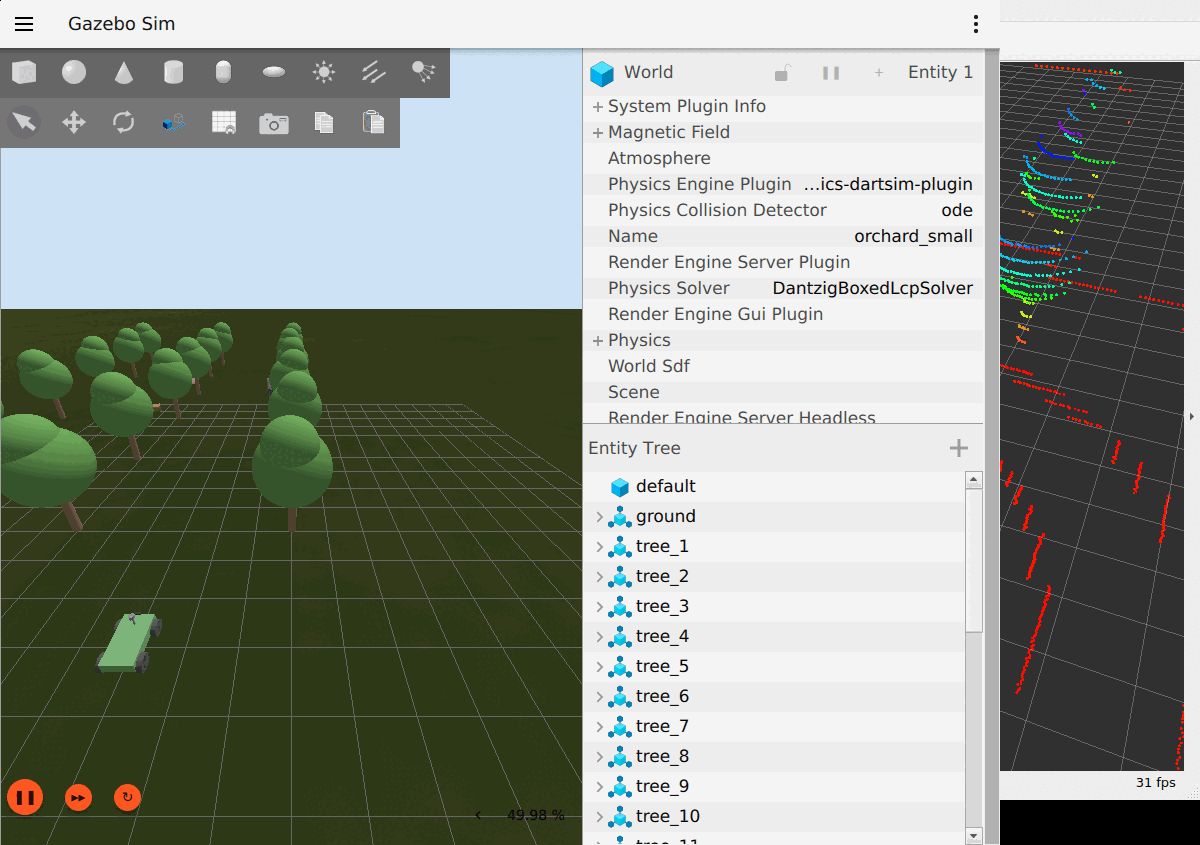 Gazebo Sim
World
Entity 1
System Plugin Info
Magnetic Field
Atmosphere
Physics Engine Plugin ...ics-dartsim-plugin
Physics Collision Detector ode
Name orchard_small
Render Engine Server Plugin
Physics Solver DantzigBoxedLcpSolver
Render Engine Gui Plugin
Physics
World Sdf
Scene
Render Engine Server Headless
Entity Tree
default
ground
tree_1
tree_2
tree_3
tree_4
tree_5
tree_6
tree_7
tree_8
tree_9
tree_10
tree_11
49.98 %
31 fps